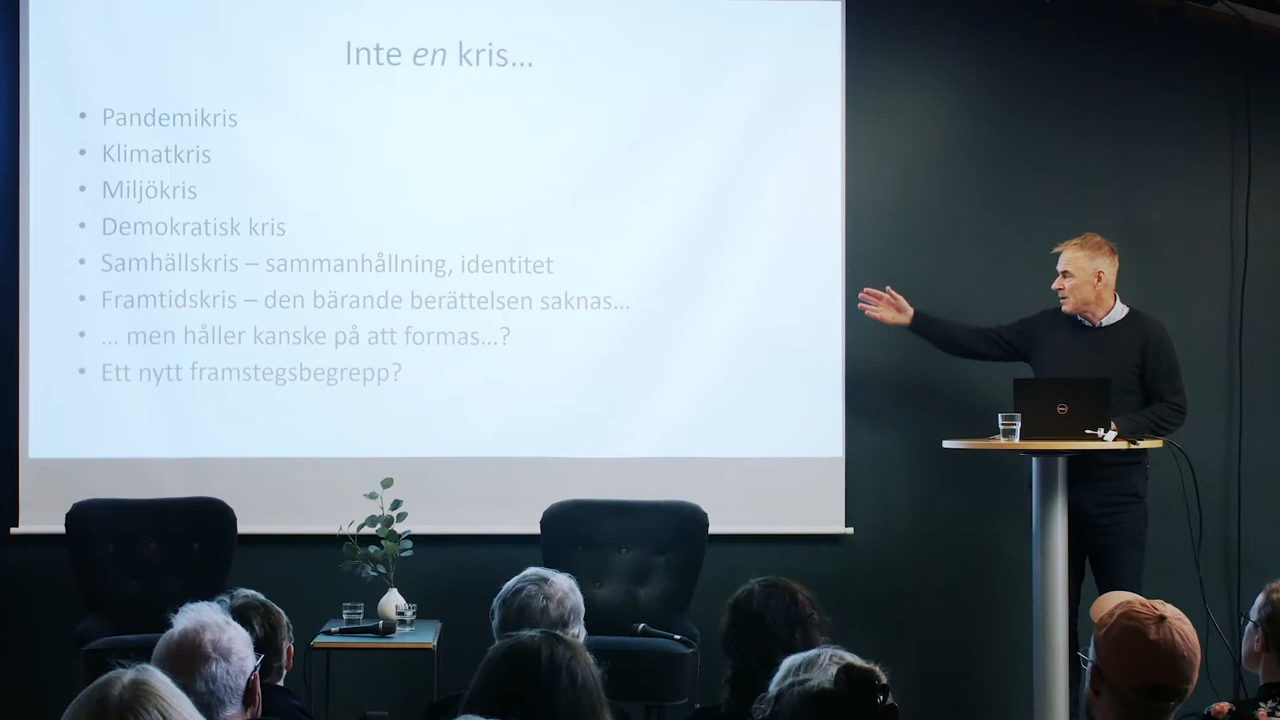 Inte en kris...
• Pandemikris
• Klimatkris
• Miljökris
• Demokratisk kris
• Samhällskris – sammanhållning, identitet
• Framtidskris – den bärande berättelsen saknas...
• ... men håller kanske på att formas...?
• Ett nytt framstegsbegrepp?
DELL